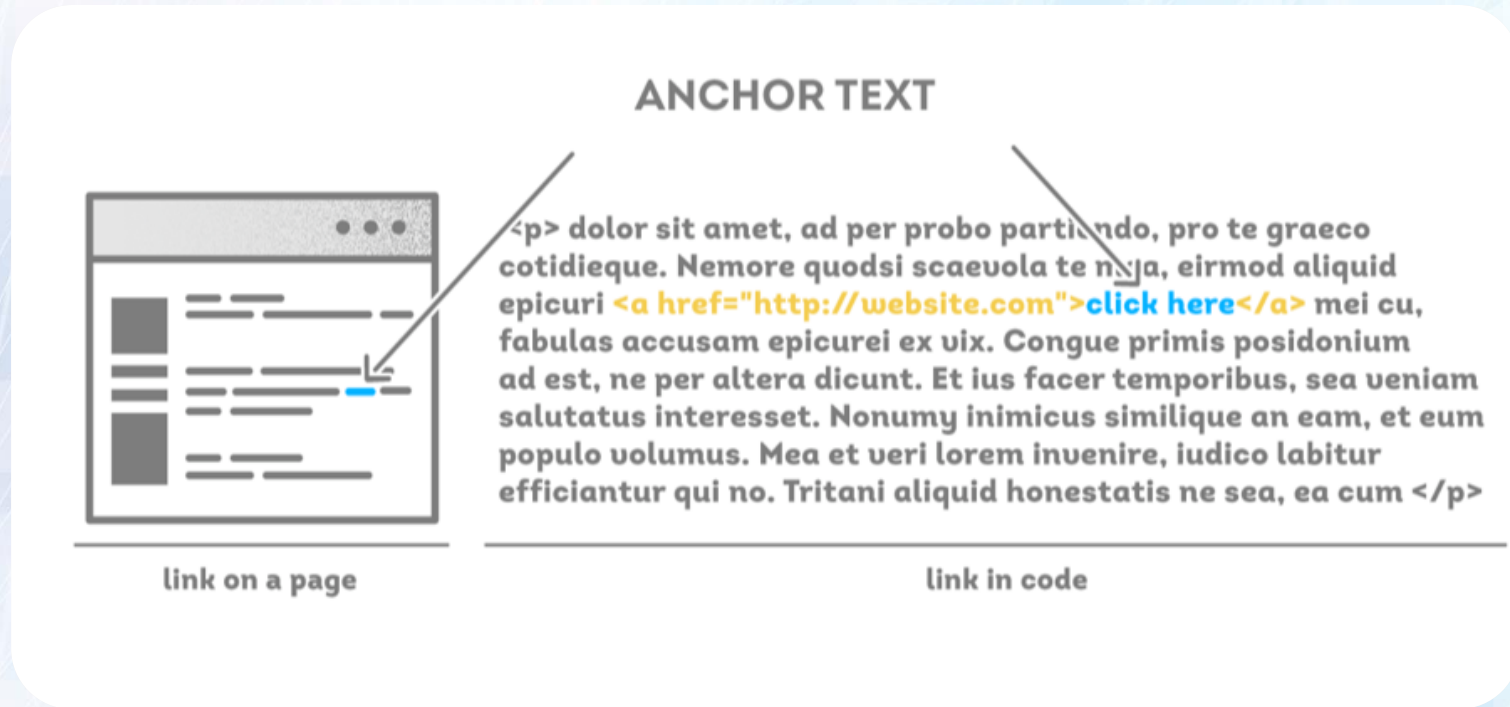 ANCHOR TEXT
<p> dolor sit amet, ad per probo partiendo, pro te graeco
cotidieque. Nemore quodsi scaevola te, eirmod aliquid
epicuri <a href="http://website.com">click here</a> mei cu,
fabulas accusam epicurei ex vix. Congue primis posidonium
ad est, ne per altera dicunt. Et ius facer temporibus, sea veniam
salutatus interesset. Nonumy inimicus similique an eam, et eum
populo volumus. Mea et veri lorem invenire, iudico labitur
efficiantur qui no. Tritani aliquid honestatis ne sea, ea cum </p>
link on a page
link in code